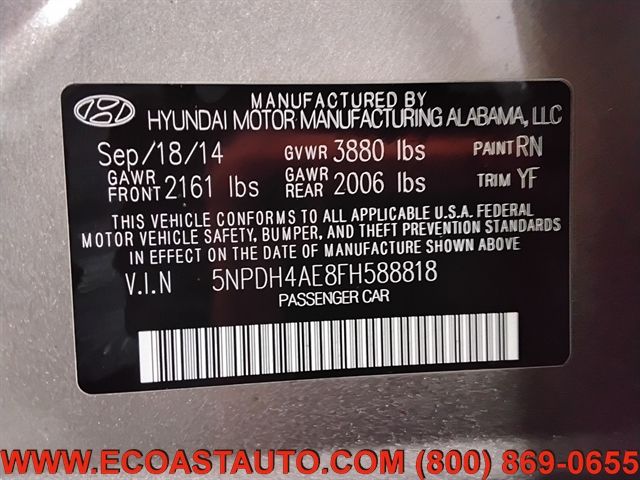 MANUFACTURED BY
HYUNDAI MOTOR MANUFACTURING ALABAMA, LLC
Sep/18/14 GVWR 3880 lbs PAINT RN
GAWR FRONT 2161 lbs GAWR REAR 2006 lbs TRIM YF
THIS VEHICLE CONFORMS TO ALL APPLICABLE U.S.A. FEDERAL
MOTOR VEHICLE SAFETY, BUMPER, AND THEFT PREVENTION STANDARDS
IN EFFECT ON THE DATE OF MANUFACTURE SHOWN ABOVE
V.I.N 5NPDH4AE8FH588818
PASSENGER CAR
WWW.ECOASTAUTO.COM (800) 869-0655